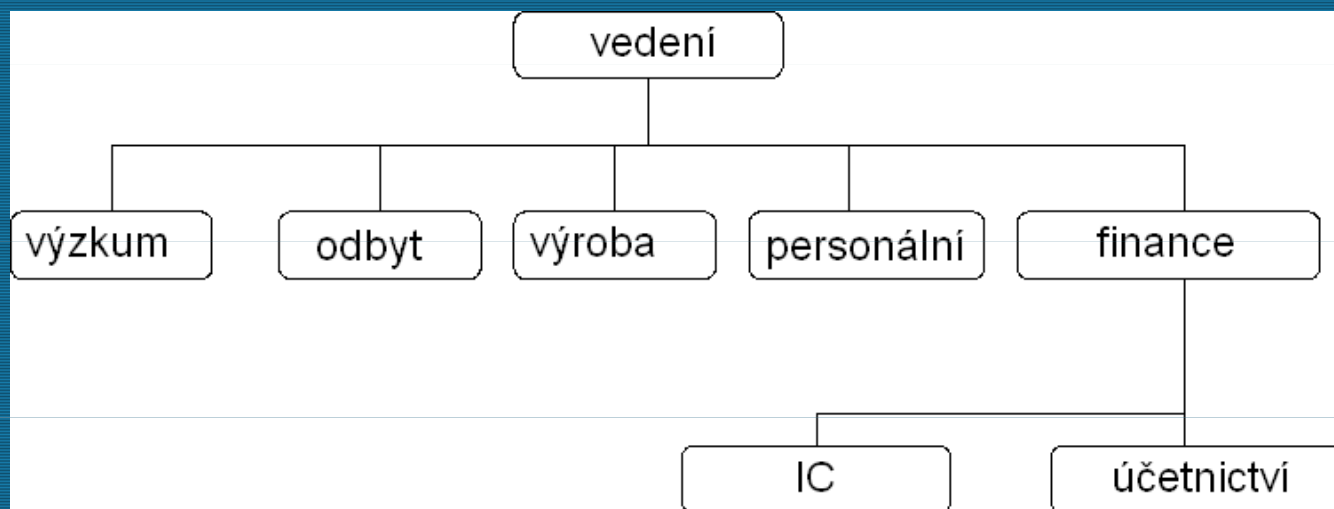 vedení
výzkum
odbyt
výroba
personální
finance
IC
účetnictví